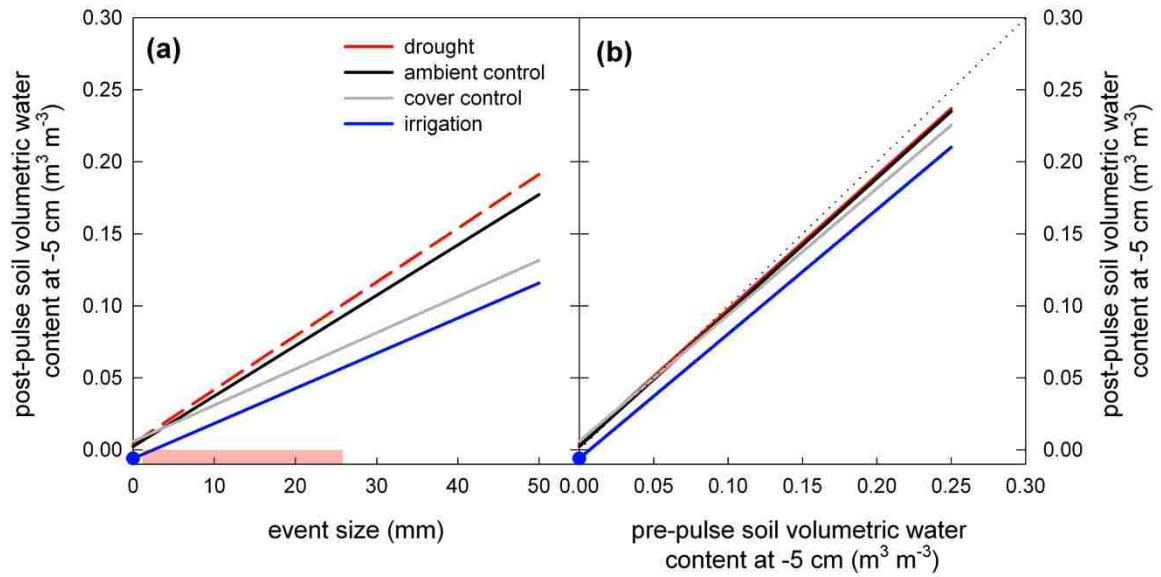 (a)
drought
ambient control
cover control
irrigation
post-pulse soil volumetric water
content at -5 cm (m³ m⁻³)
0.30
0.25
0.20
0.15
0.10
0.05
0.00
0 10 20 30 40 50
event size (mm)
(b)
0.00 0.05 0.10 0.15 0.20 0.25 0.30
pre-pulse soil volumetric water
content at -5 cm (m³ m⁻³)
0.30
0.25
0.20
0.15
0.10
0.05
0.00
post-pulse soil volumetric water
content at -5 cm (m³ m⁻³)